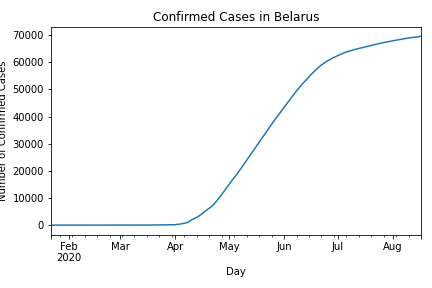 Confirmed Cases in Belarus
70000
60000
50000
40000
30000
20000
10000
0
Number of Confirmed Cases
Feb
2020
Mar
Apr
May
Jun
Jul
Aug
Day